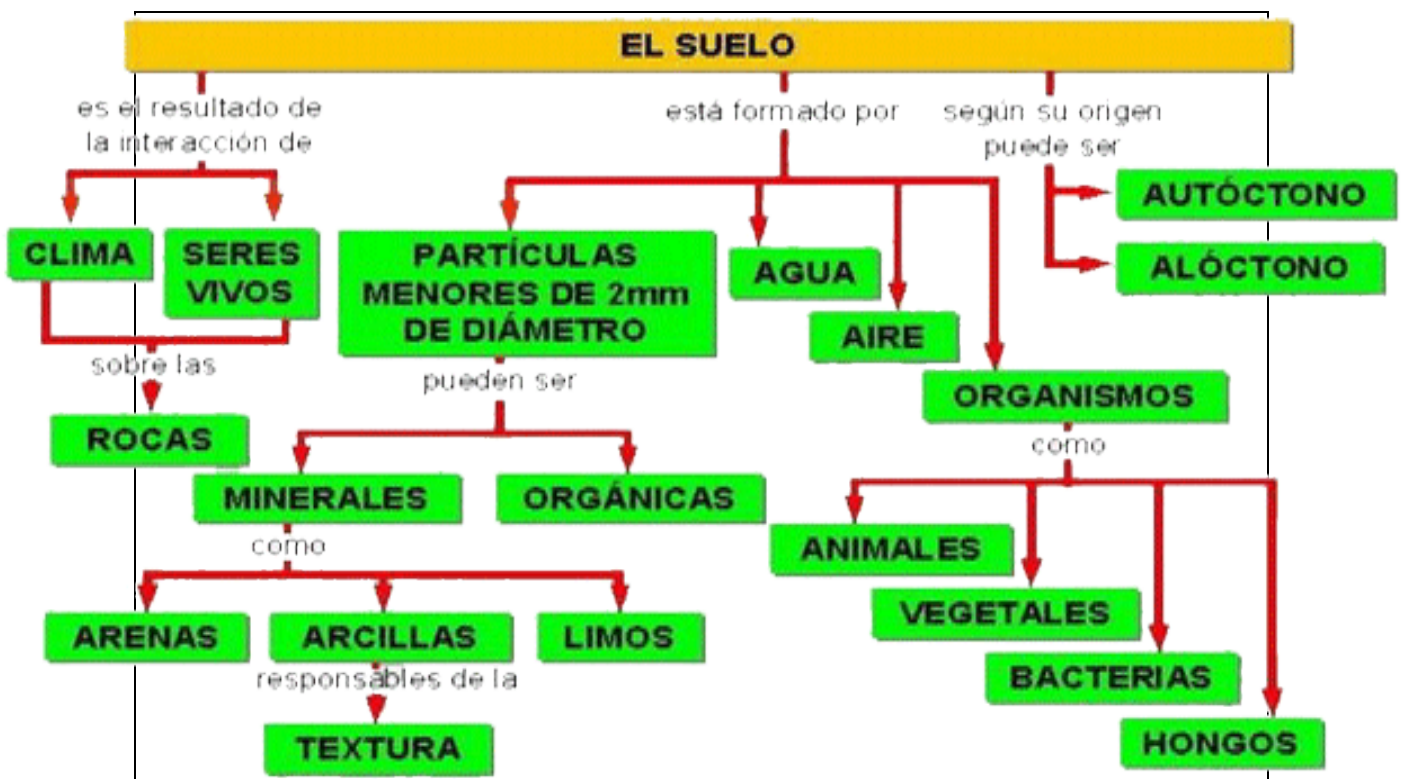 EL SUELO
es el resultado de
la interacción de
está formado por
según su origen
puede ser
AUTÓCTONO
ALÓCTONO
CLIMA
SERES
VIVOS
PARTÍCULAS
MENORES DE 2mm
DE DIÁMETRO
AGUA
AIRE
ORGANISMOS
sobre las
ROCAS
pueden ser
MINERALES
ORGÁNICAS
como
ARENAS
ARCILLAS
LIMOS
responsables de la
TEXTURA
como
ANIMALES
VEGETALES
BACTERIAS
HONGOS